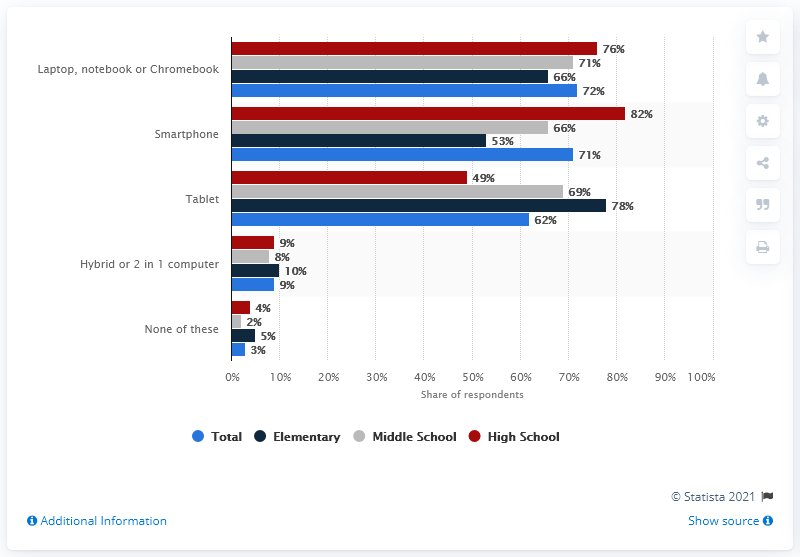 76%
Laptop, notebook or Chromebook
71%
66%
72%
82%
Smartphone
66%
53%
71%
49%
Tablet
69%
78%
62%
9%
Hybrid or 2 in 1 computer
8%
10%
9%
4%
None of these
2%
5%
3%
0% 10% 20% 30% 40% 50% 60% 70% 80% 90% 100%
Share of respondents
Total Elementary Middle School High School
© Statista 2021
Additional Information Show source